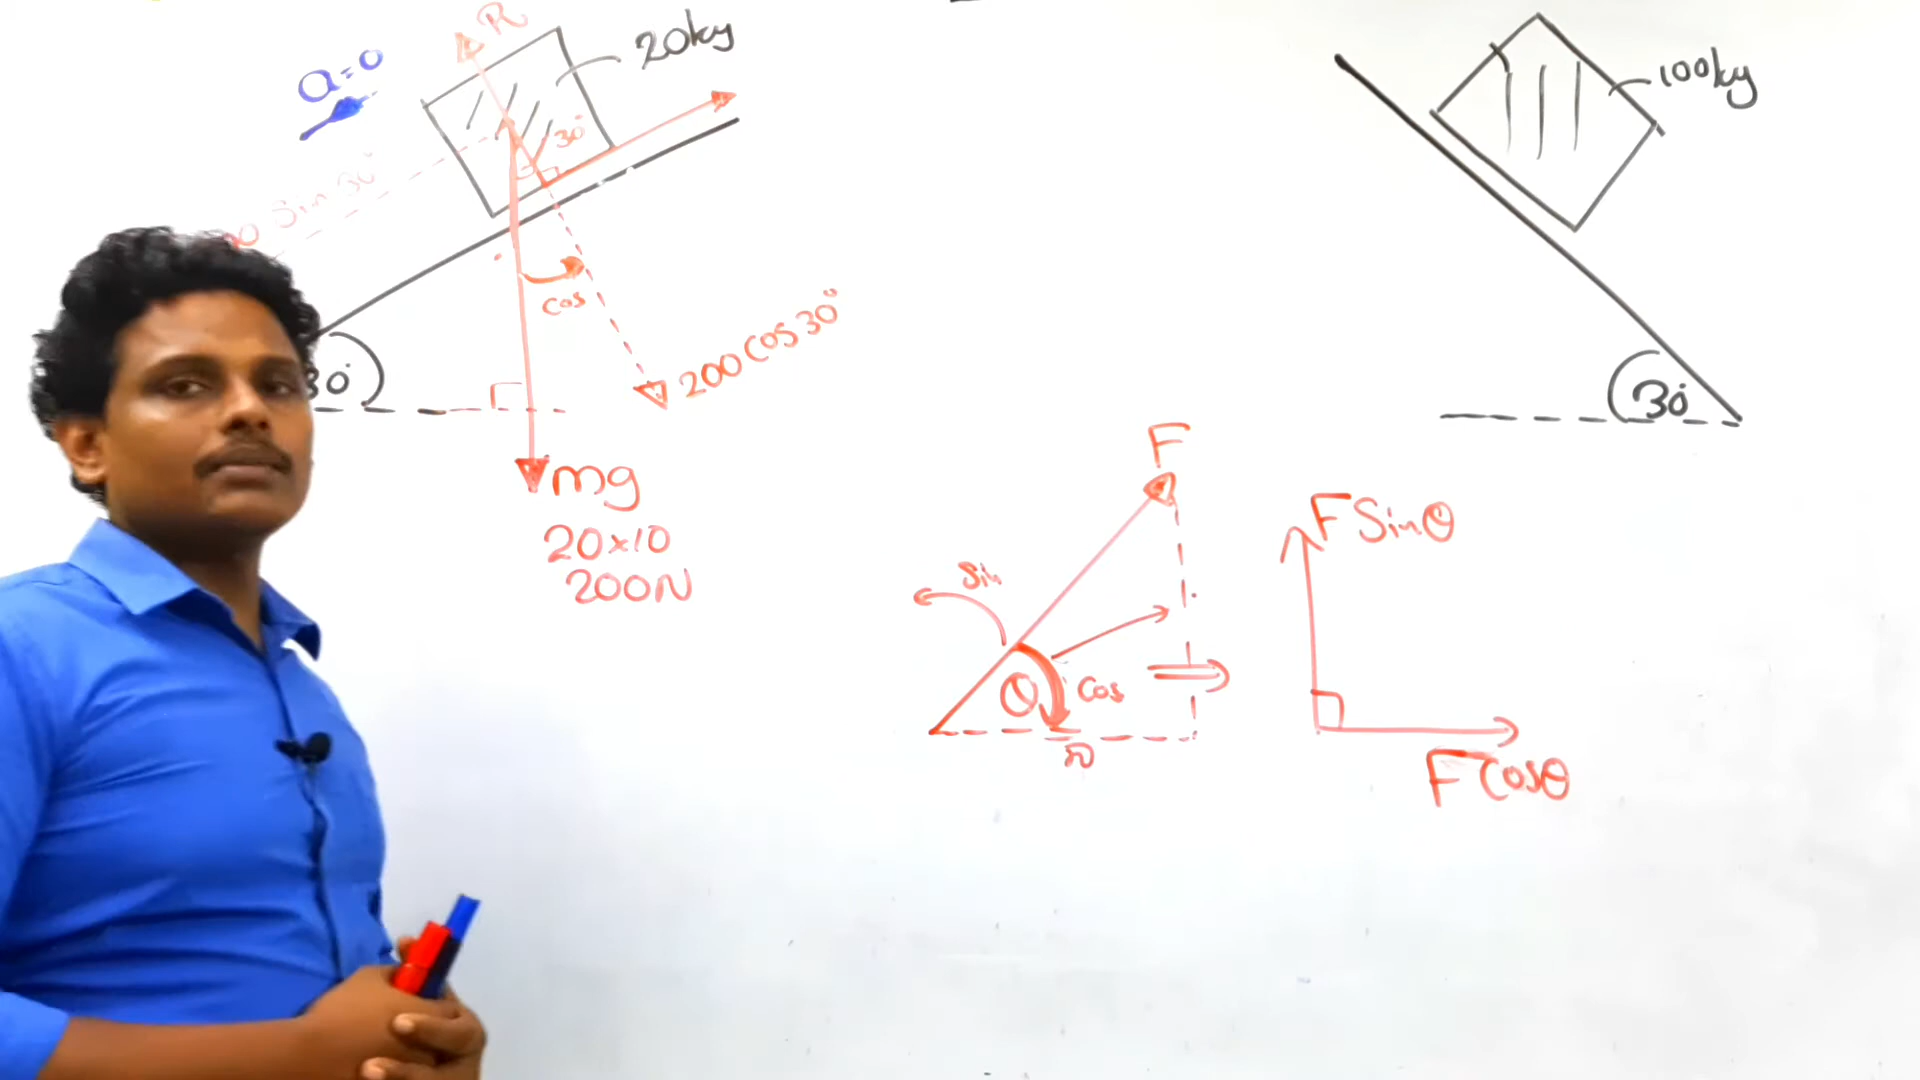 R
a=0
20kg
30°
Sin 30°
cos
200 cos 30°
30°
mg
20×10
200N
100kg
30°
F
Sin
θ
cos
F Sinθ
F Cosθ